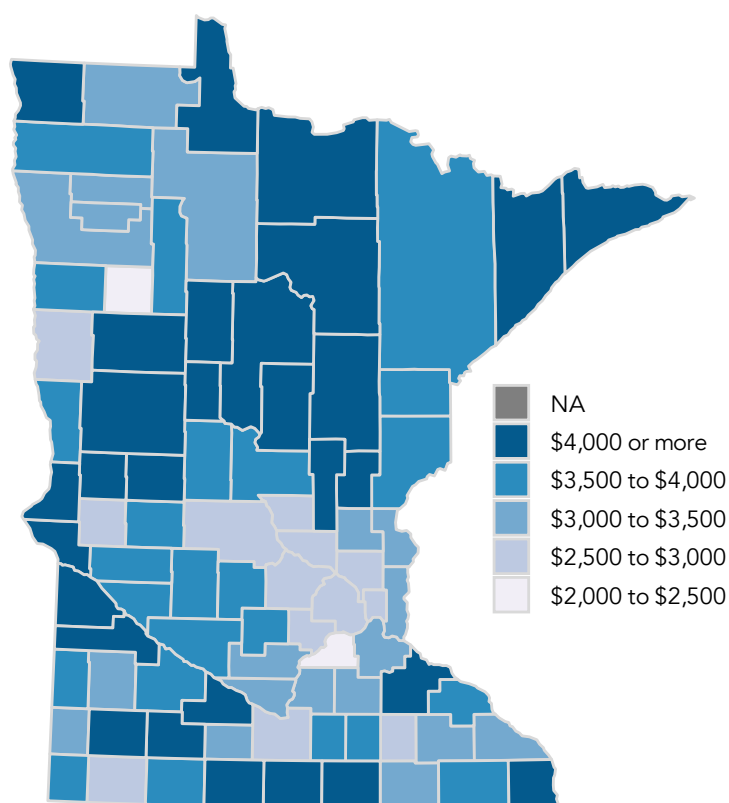 NA
$4,000 or more
$3,500 to $4,000
$3,000 to $3,500
$2,500 to $3,000
$2,000 to $2,500